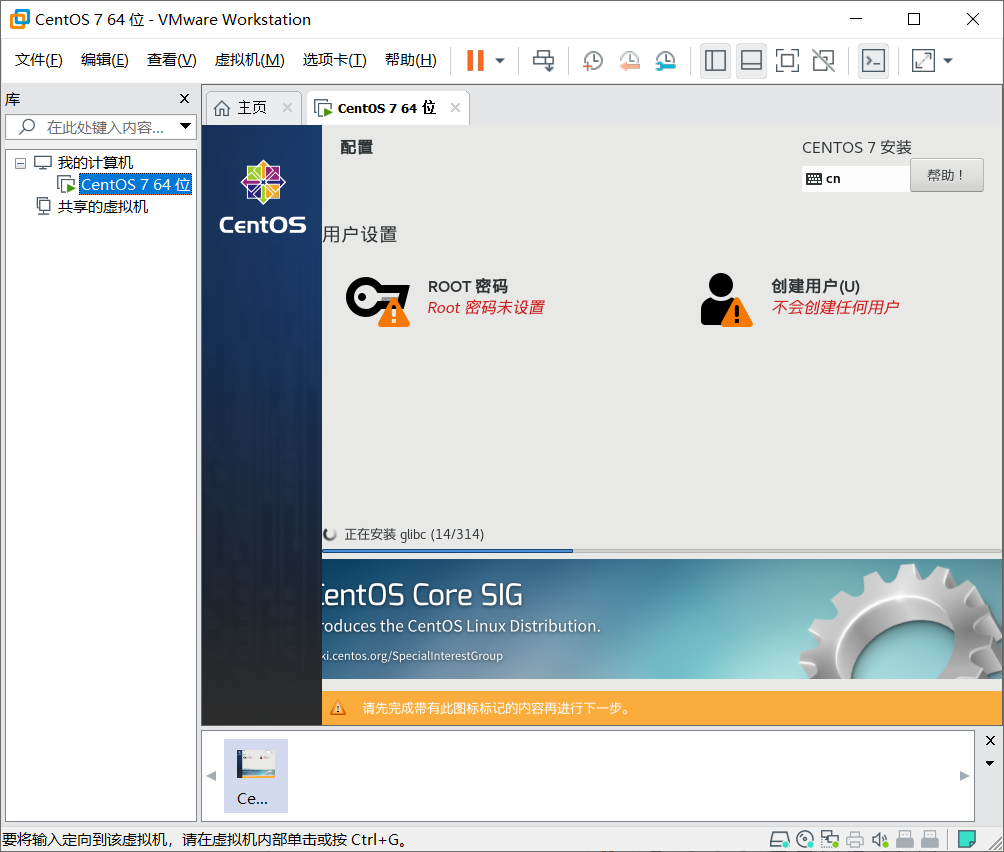 CentOS 7 64 位 - VMware Workstation
文件(F) 编辑(E) 查看(V) 虚拟机(M) 选项卡(T) 帮助(H)
库
在此处键入内容...
我的计算机
CentOS 7 64 位
共享的虚拟机
主页
CentOS 7 64 位
CentOS
配置
CENTOS 7 安装
cn
帮助！
用户设置
ROOT 密码
Root 密码未设置
创建用户(U)
不会创建任何用户
正在安装 glibc (14/314)
CentOS Core SIG
roduces the CentOS Linux Distribution.
ki.centos.org/SpecialInterestGroup
请先完成带有此图标标记的内容再进行下一步。
Ce...
要将输入定向到该虚拟机，请在虚拟机内部单击或按 Ctrl+G。